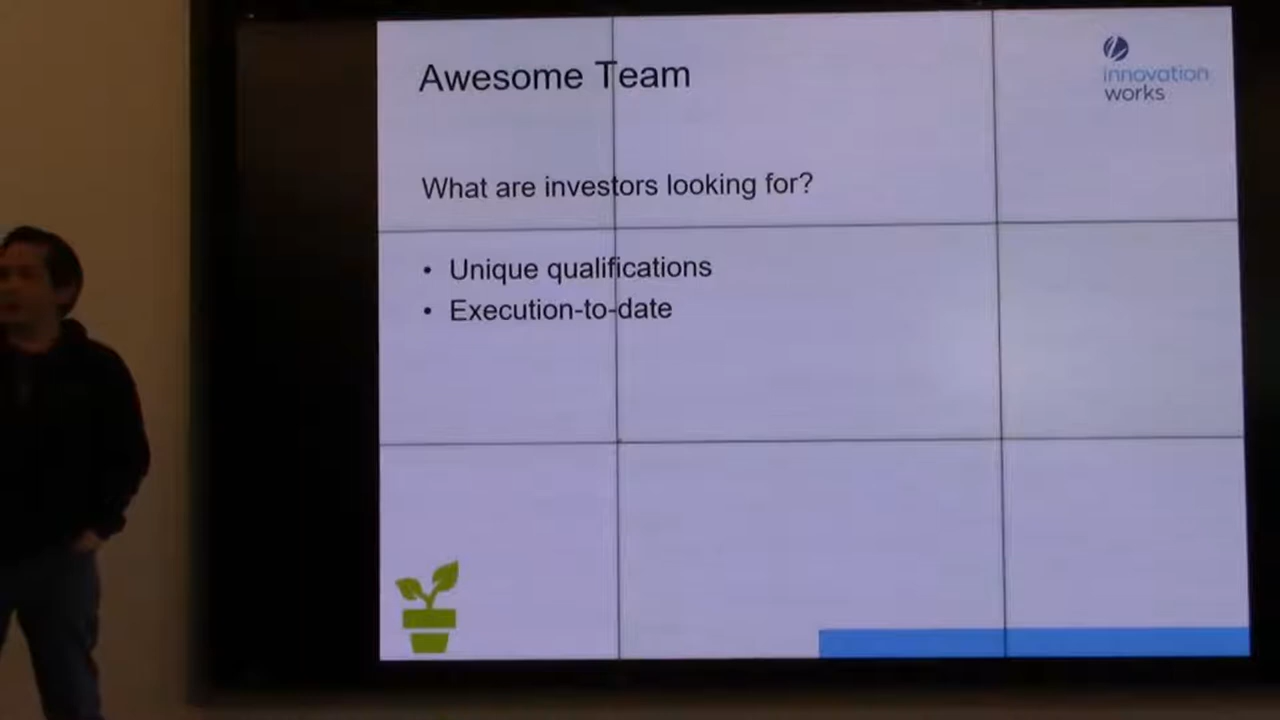 Awesome Team
innovation
works
What are investors looking for?
• Unique qualifications
• Execution-to-date